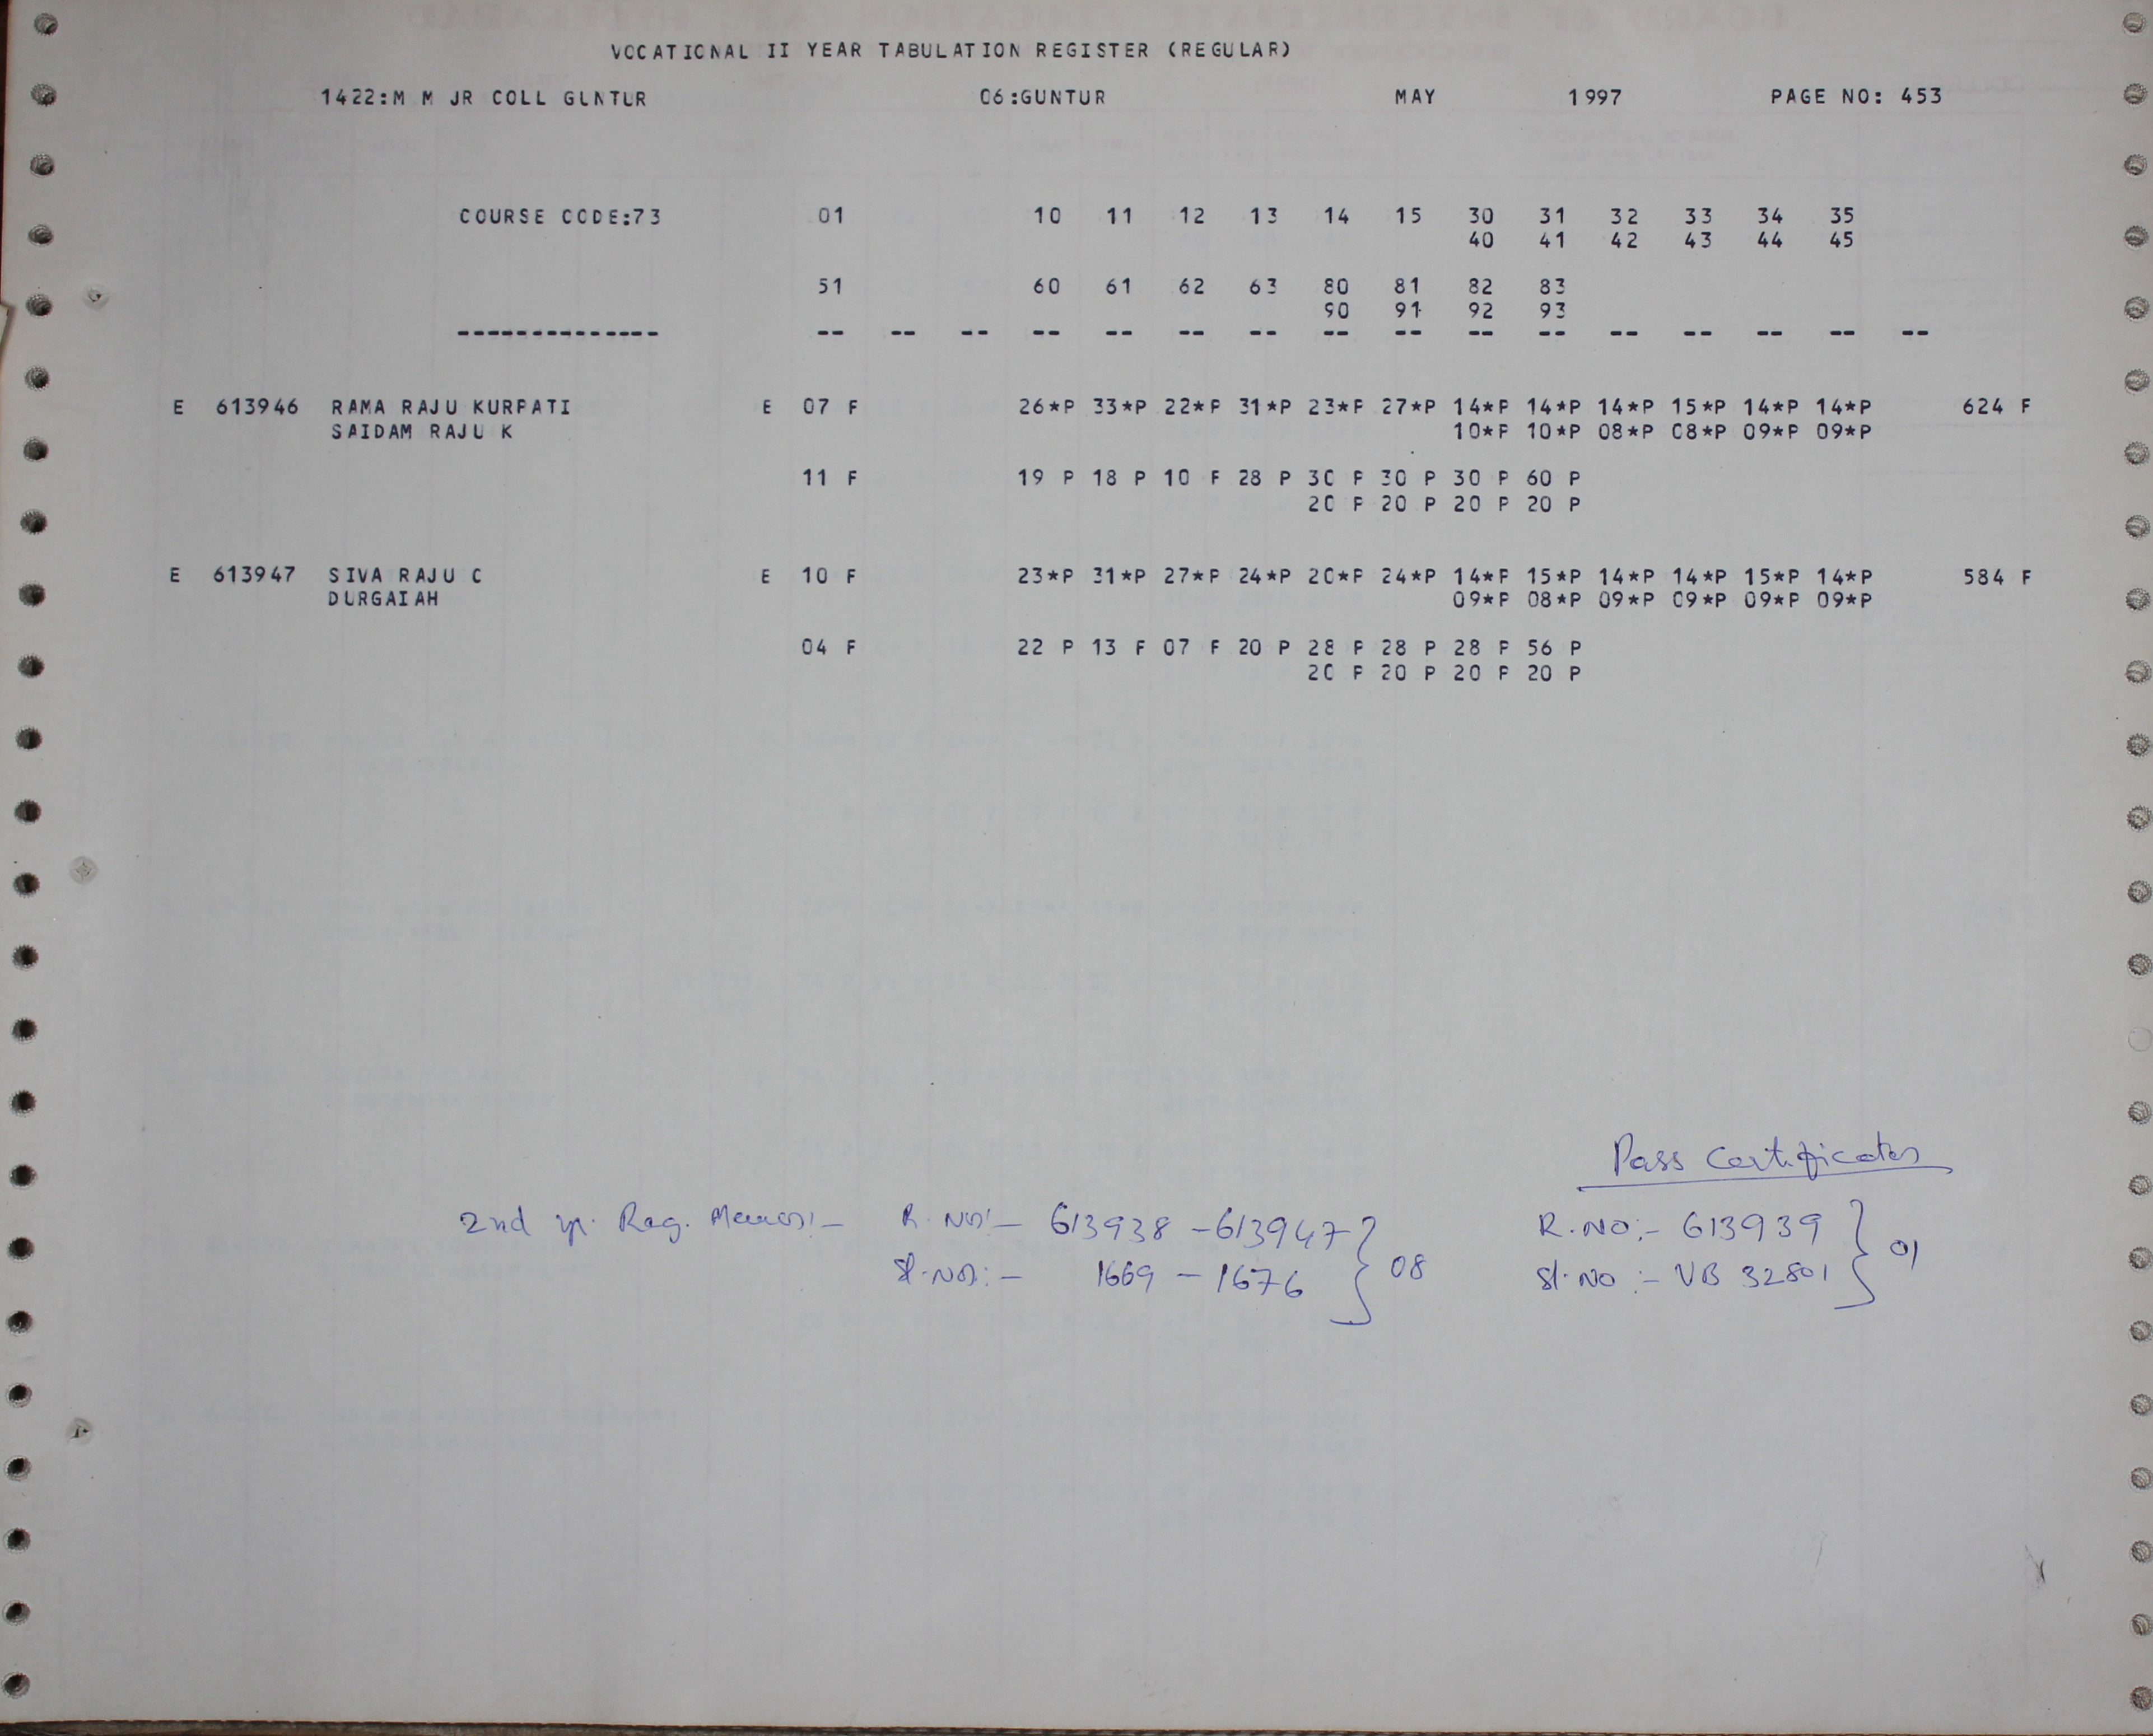 VOCATIONAL II YEAR TABULATION REGISTER (REGULAR)
1422:M M JR COLL GUNTUR 06:GUNTUR MAY 1997 PAGE NO: 453
COURSE CODE:73 01 10 11 12 13 14 15 30 31 32 33 34 35
40 41 42 43 44 45
51 60 61 62 63 80 81 82 83
90 91 92 93
-------------- -- -- -- -- -- -- -- -- -- -- -- -- -- -- -- --
E 613946 RAMA RAJU KURPATI E 07 F 26*P 33*P 22*P 31*P 23*P 27*P 14*P 14*P 14*P 15*P 14*P 14*P 624 F
SAIDAM RAJU K 10*P 10*P 08*P 08*P 09*P 09*P
11 F 19 P 18 P 10 F 28 P 30 P 30 P 30 P 60 P
20 P 20 P 20 P 20 P
E 613947 SIVA RAJU C E 10 F 23*P 31*P 27*P 24*P 20*P 24*P 14*P 15*P 14*P 14*P 15*P 14*P 584 F
DURGAIAH 09*P 08*P 09*P 09*P 09*P 09*P
04 F 22 P 13 F 07 F 20 P 28 P 28 P 28 P 56 P
20 P 20 P 20 P 20 P
Pass Certificates
2nd yr. Reg. Memos:- R.Nos:- 613938 - 613947 } 08 R.NO:- 613939 } 01
Sl.Nos:- 1669 - 1676 Sl.No:- VB 32801